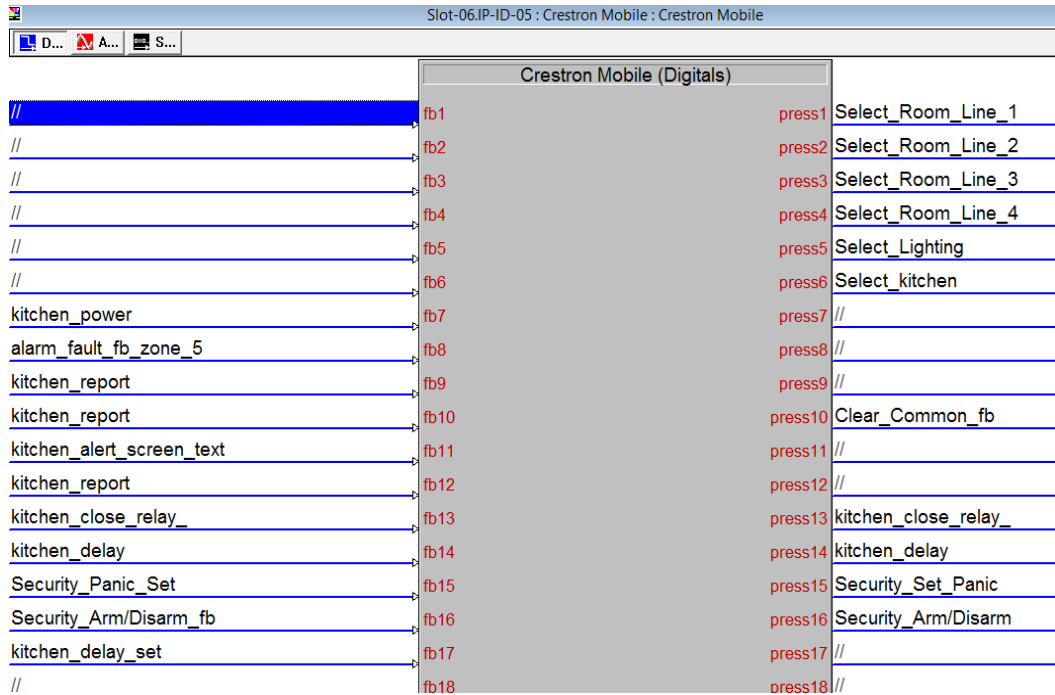 Slot-06.IP-ID-05 : Crestron Mobile : Crestron Mobile
D... A... S...
Crestron Mobile (Digitals)
// fb1 press1 Select_Room_Line_1
// fb2 press2 Select_Room_Line_2
// fb3 press3 Select_Room_Line_3
// fb4 press4 Select_Room_Line_4
// fb5 press5 Select_Lighting
// fb6 press6 Select_kitchen
kitchen_power fb7 press7 //
alarm_fault_fb_zone_5 fb8 press8 //
kitchen_report fb9 press9 //
kitchen_report fb10 press10 Clear_Common_fb
kitchen_alert_screen_text fb11 press11 //
kitchen_report fb12 press12 //
kitchen_close_relay_ fb13 press13 kitchen_close_relay_
kitchen_delay fb14 press14 kitchen_delay
Security_Panic_Set fb15 press15 Security_Set_Panic
Security_Arm/Disarm_fb fb16 press16 Security_Arm/Disarm
kitchen_delay_set fb17 press17 //
// fb18 press18 //